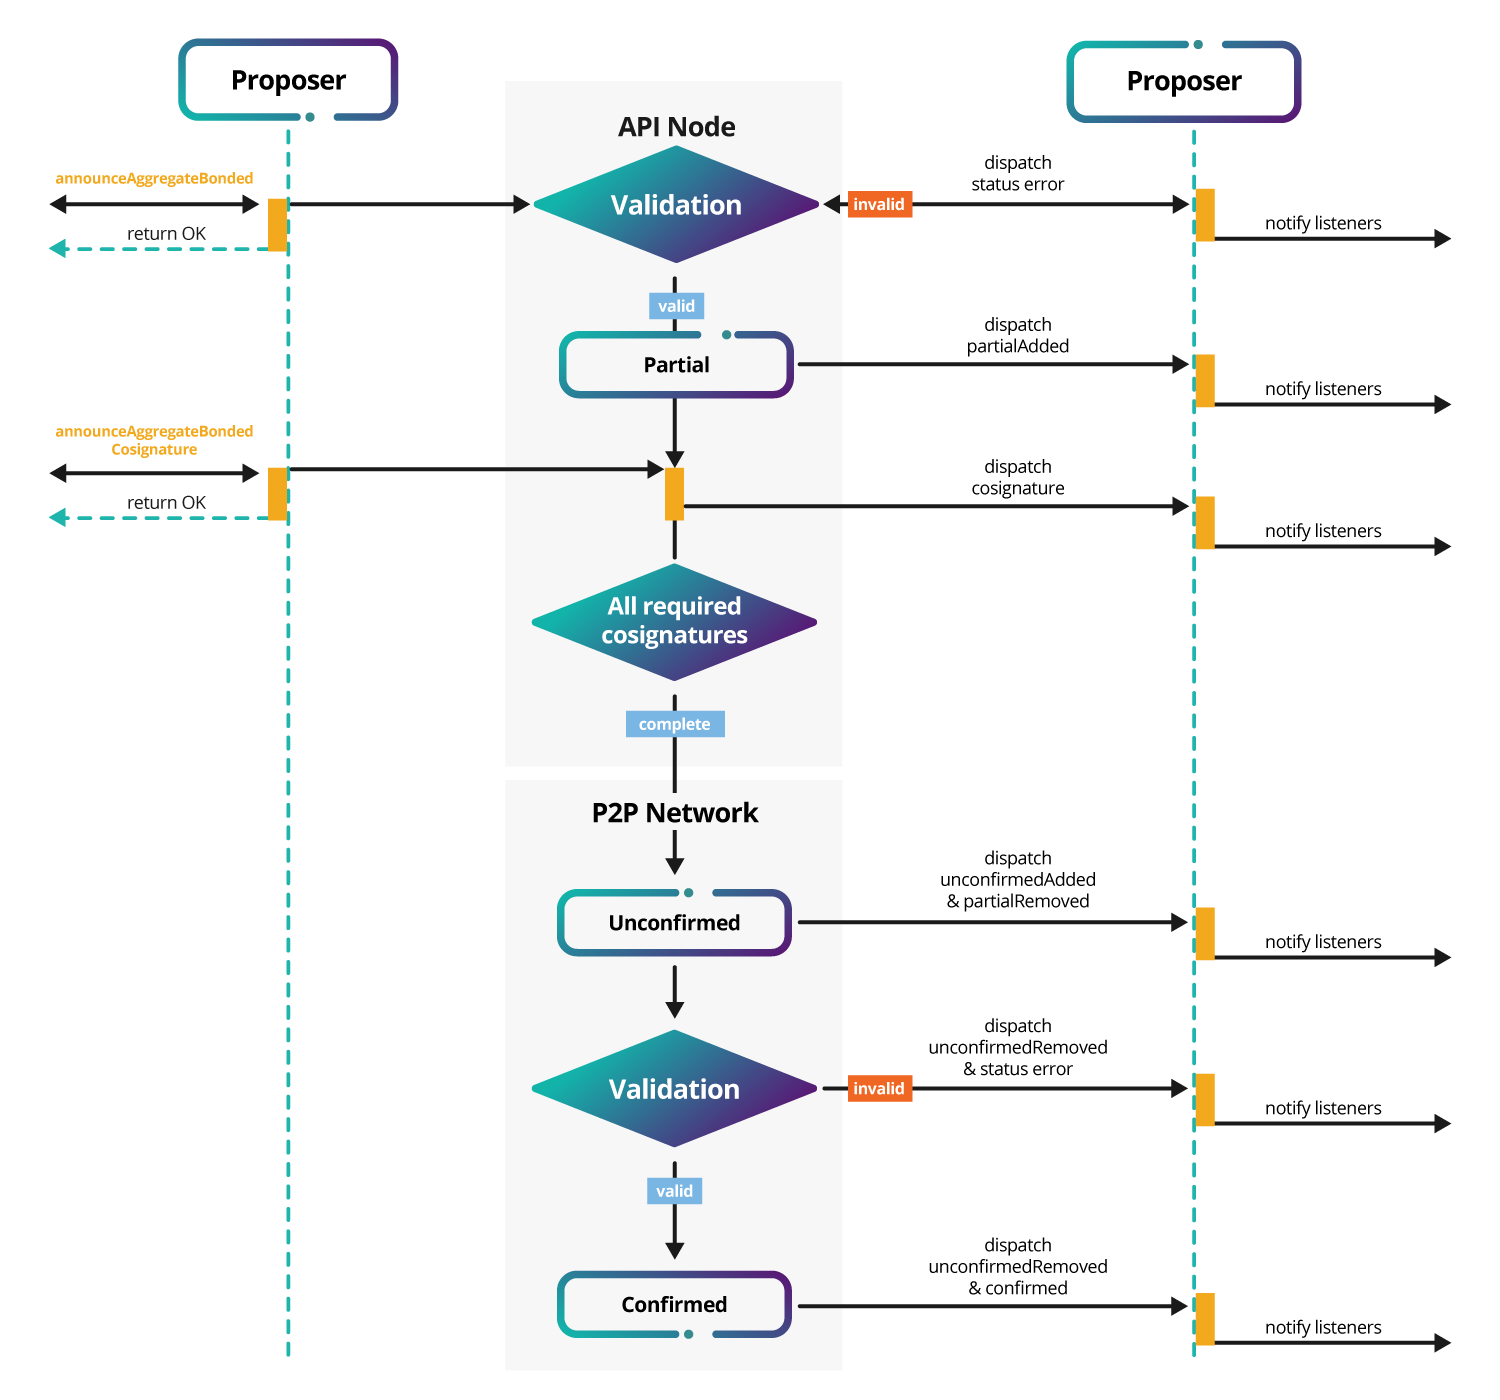 Proposer
Proposer
API Node
announceAggregateBonded
return OK
Validation
invalid
dispatch
status error
notify listeners
valid
Partial
dispatch
partialAdded
notify listeners
announceAggregateBonded
Cosignature
return OK
dispatch
cosignature
notify listeners
All required
cosignatures
complete
P2P Network
Unconfirmed
dispatch
unconfirmedAdded
& partialRemoved
notify listeners
Validation
invalid
dispatch
unconfirmedRemoved
& status error
notify listeners
valid
Confirmed
dispatch
unconfirmedRemoved
& confirmed
notify listeners